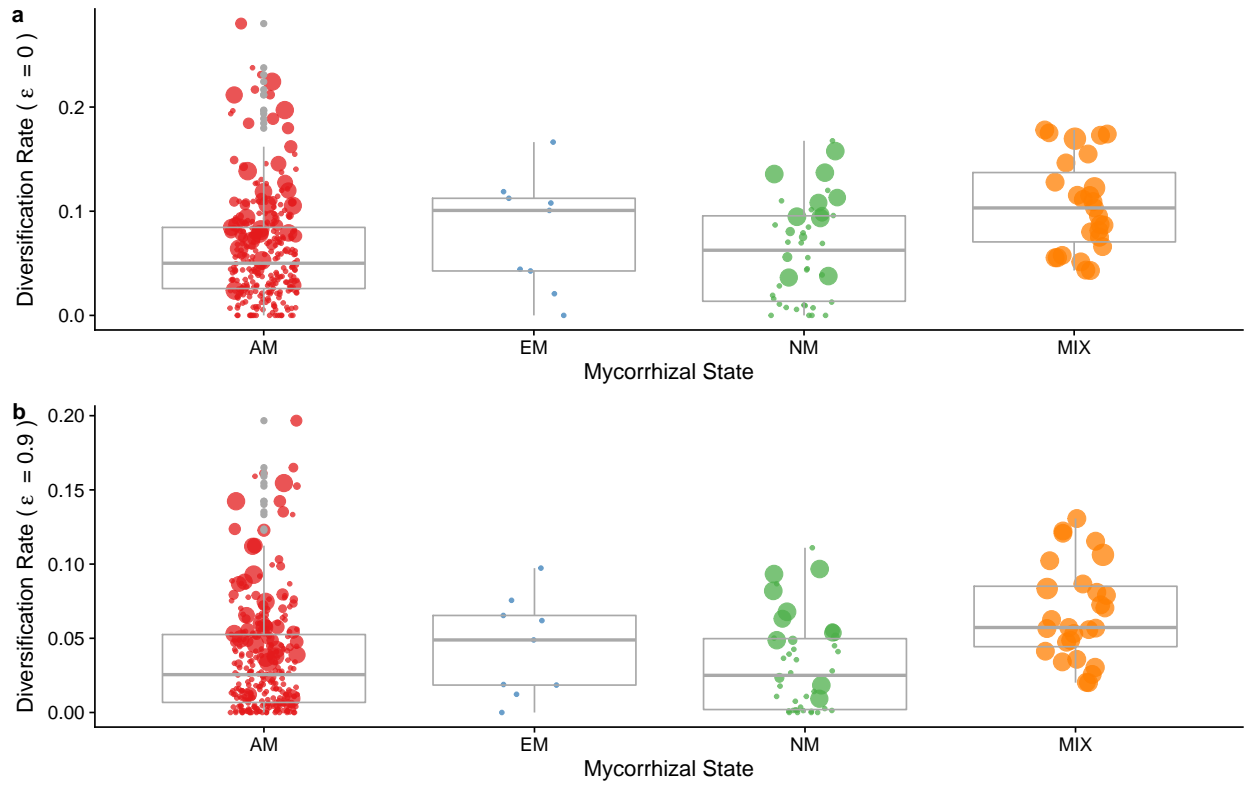 a
Diversification Rate ( ε = 0 )
0.2
0.1
0.0
AM EM NM MIX
Mycorrhizal State
b
Diversification Rate ( ε = 0.9 )
0.20
0.15
0.10
0.05
0.00
AM EM NM MIX
Mycorrhizal State